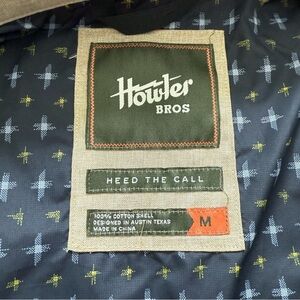 Howler
BROS
HEED THE CALL
100% COTTON SHELL
DESIGNED IN AUSTIN TEXAS
MADE IN CHINA
M